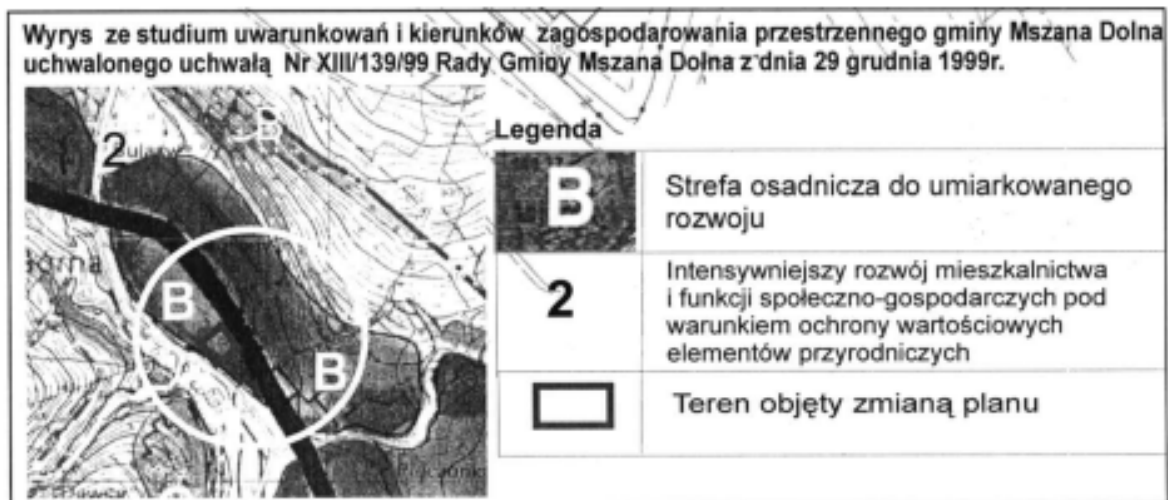 Wyrys ze studium uwarunkowań i kierunków zagospodarowania przestrzennego gminy Mszana Dolna
uchwalonego uchwałą Nr XIII/139/99 Rady Gminy Mszana Dolna z dnia 29 grudnia 1999r.
Legenda
B
2
B
B
B
Strefa osadnicza do umiarkowanego
rozwoju
2
Intensywniejszy rozwój mieszkalnictwa
i funkcji społeczno-gospodarczych pod
warunkiem ochrony wartościowych
elementów przyrodniczych
Teren objęty zmianą planu